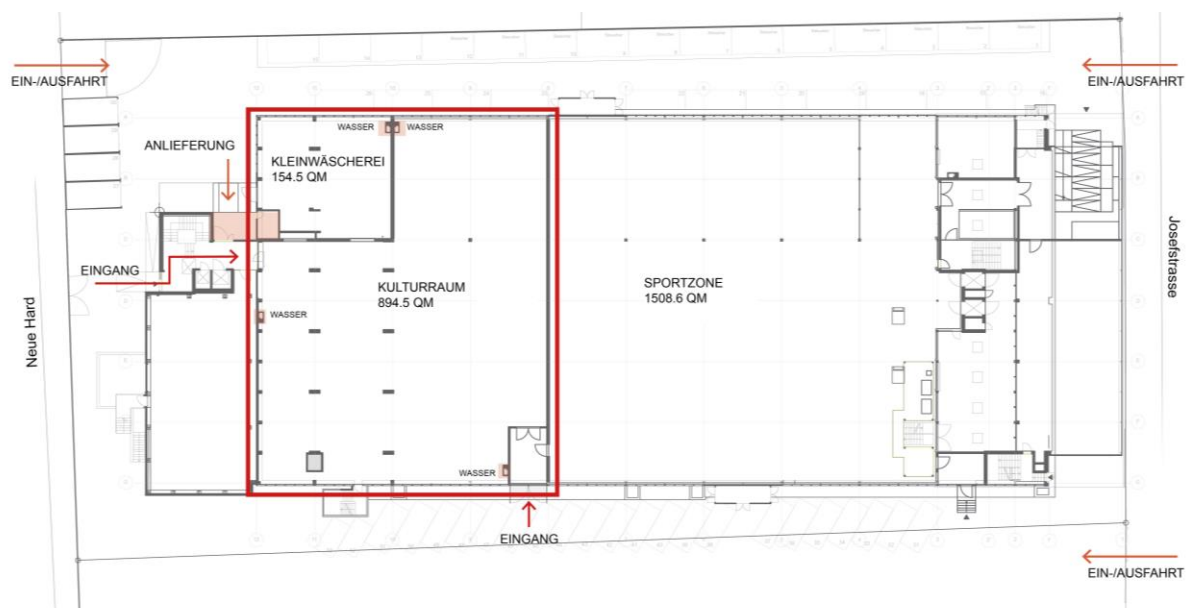 EIN-/AUSFAHRT
EIN-/AUSFAHRT
ANLIEFERUNG
WASSER
WASSER
KLEINWÄSCHEREI
154.5 QM
EINGANG
KULTURRAUM
894.5 QM
SPORTZONE
1508.6 QM
WASSER
Neue Hard
Josefstrasse
WASSER
EINGANG
EIN-/AUSFAHRT